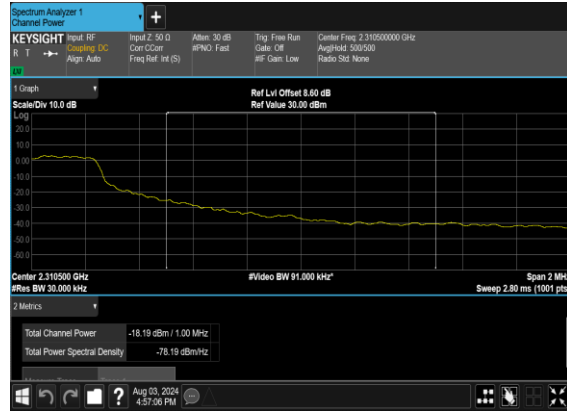 Spectrum Analyzer 1
Channel Power
+
KEYSIGHT
R T
LV
Input: RF
Coupling: DC
Align: Auto
Input Z: 50 Ω
Corr CCorr
Freq Ref: Int (S)
Atten: 30 dB
#PNO: Fast
Trig: Free Run
Gate: Off
#IF Gain: Low
Center Freq: 2.310500000 GHz
Avg|Hold: 500/500
Radio Std: None
1 Graph
Scale/Div 10.0 dB
Ref Lvl Offset 8.60 dB
Ref Value 30.00 dBm
Log
20.0
10.0
0.00
-10.0
-20.0
-30.0
-40.0
-50.0
-60.0
Center 2.310500 GHz
#Res BW 30.000 kHz
#Video BW 91.000 kHz*
Span 2 MHz
Sweep 2.80 ms (1001 pts
2 Metrics
Total Channel Power -18.19 dBm / 1.00 MHz
Total Power Spectral Density -78.19 dBm/Hz
?
Aug 03, 2024
4:57:06 PM